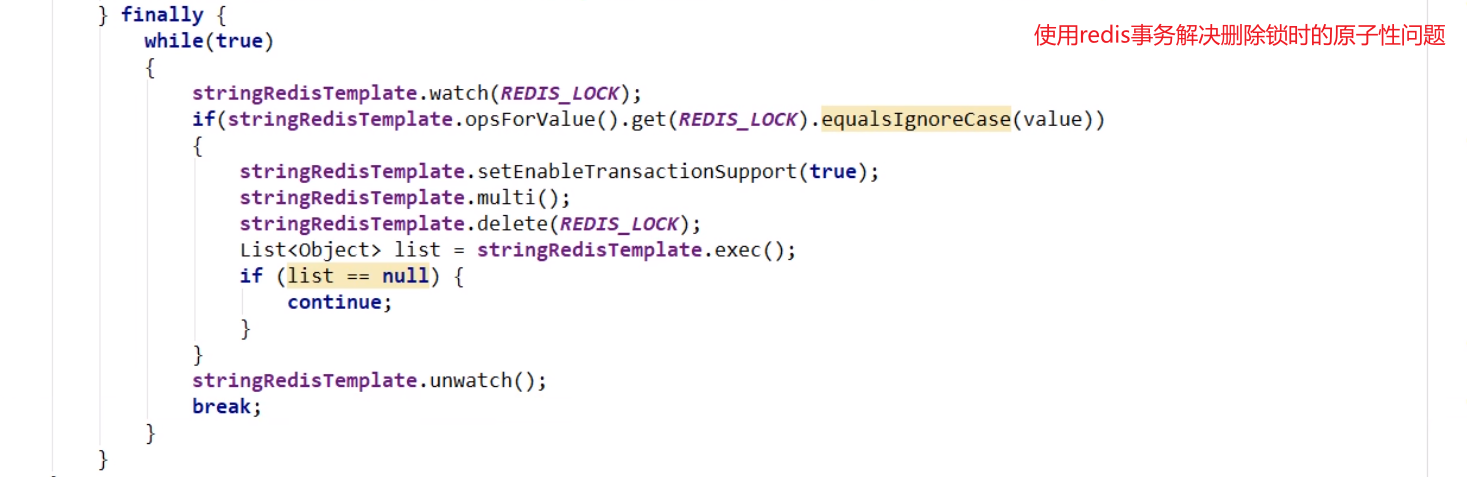 } finally {
使用redis事务解决删除锁时的原子性问题
while(true)
{
stringRedisTemplate.watch(REDIS_LOCK);
if(stringRedisTemplate.opsForValue().get(REDIS_LOCK).equalsIgnoreCase(value))
{
stringRedisTemplate.setEnableTransactionSupport(true);
stringRedisTemplate.multi();
stringRedisTemplate.delete(REDIS_LOCK);
List<Object> list = stringRedisTemplate.exec();
if (list == null) {
continue;
}
}
stringRedisTemplate.unwatch();
break;
}
}